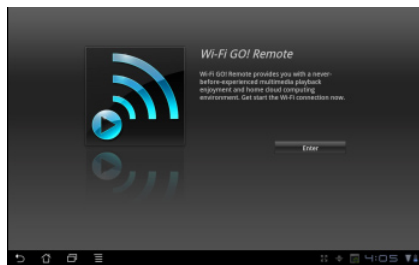 Wi-Fi GO! Remote
Wi-Fi GO! Remote provides you with a never-
before-experienced multimedia playback
enjoyment and home cloud computing
environment. Get start the Wi-Fi connection now.
Enter
4:05